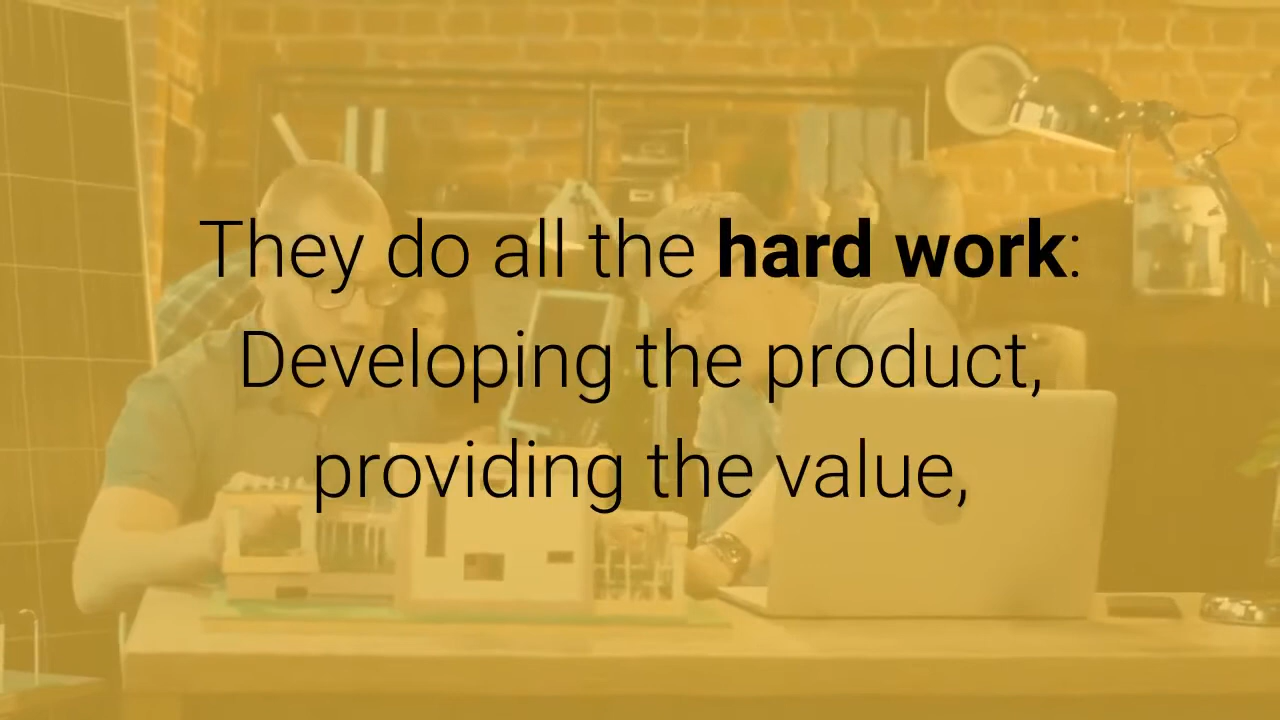 They do all the hard work:
Developing the product,
providing the value,